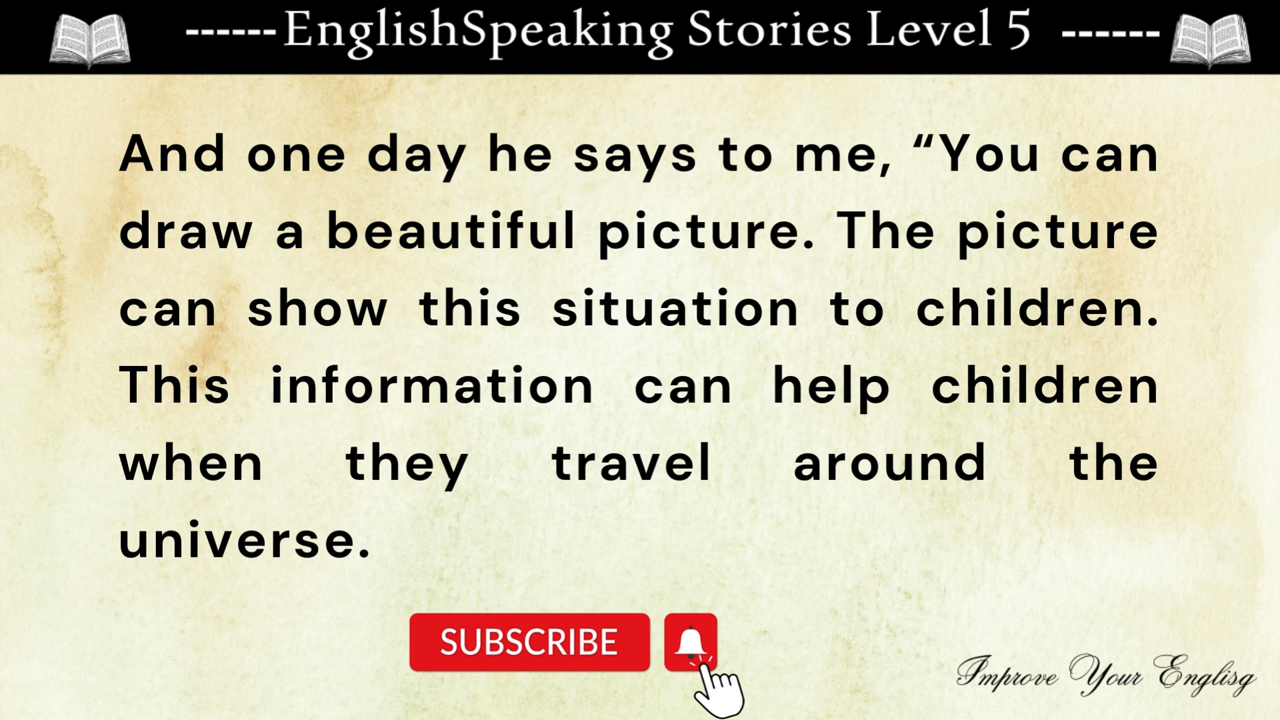 ------EnglishSpeaking Stories Level 5 ------
And one day he says to me, “You can
draw a beautiful picture. The picture
can show this situation to children.
This information can help children
when they travel around the
universe.
SUBSCRIBE
Improve Your Englisg